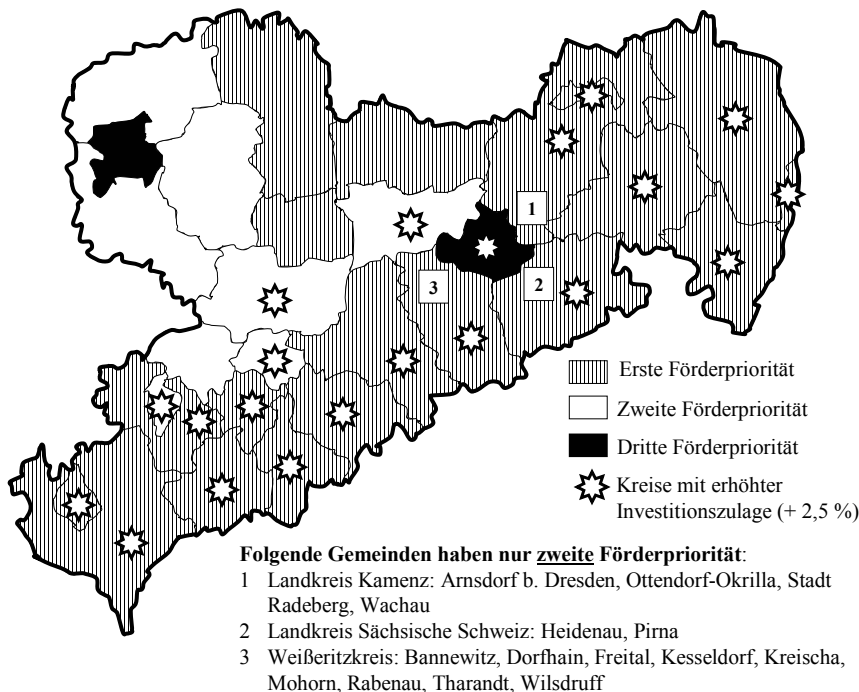 1
3
2
Erste Förderpriorität
Zweite Förderpriorität
Dritte Förderpriorität
Kreise mit erhöhter
Investitionszulage (+ 2,5 %)
Folgende Gemeinden haben nur zweite Förderpriorität:
1 Landkreis Kamenz: Arnsdorf b. Dresden, Ottendorf-Okrilla, Stadt
Radeberg, Wachau
2 Landkreis Sächsische Schweiz: Heidenau, Pirna
3 Weißeritzkreis: Bannewitz, Dorfhain, Freital, Kesseldorf, Kreischa,
Mohorn, Rabenau, Tharandt, Wilsdruff